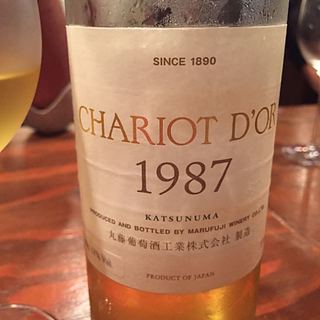 SINCE 1890
CHARIOT D'OR
1987
KATSUNUMA
PRODUCED AND BOTTLED BY MARUFUJI WINERY CO., LTD.
丸藤葡萄酒工業株式会社 製造
PRODUCT OF JAPAN